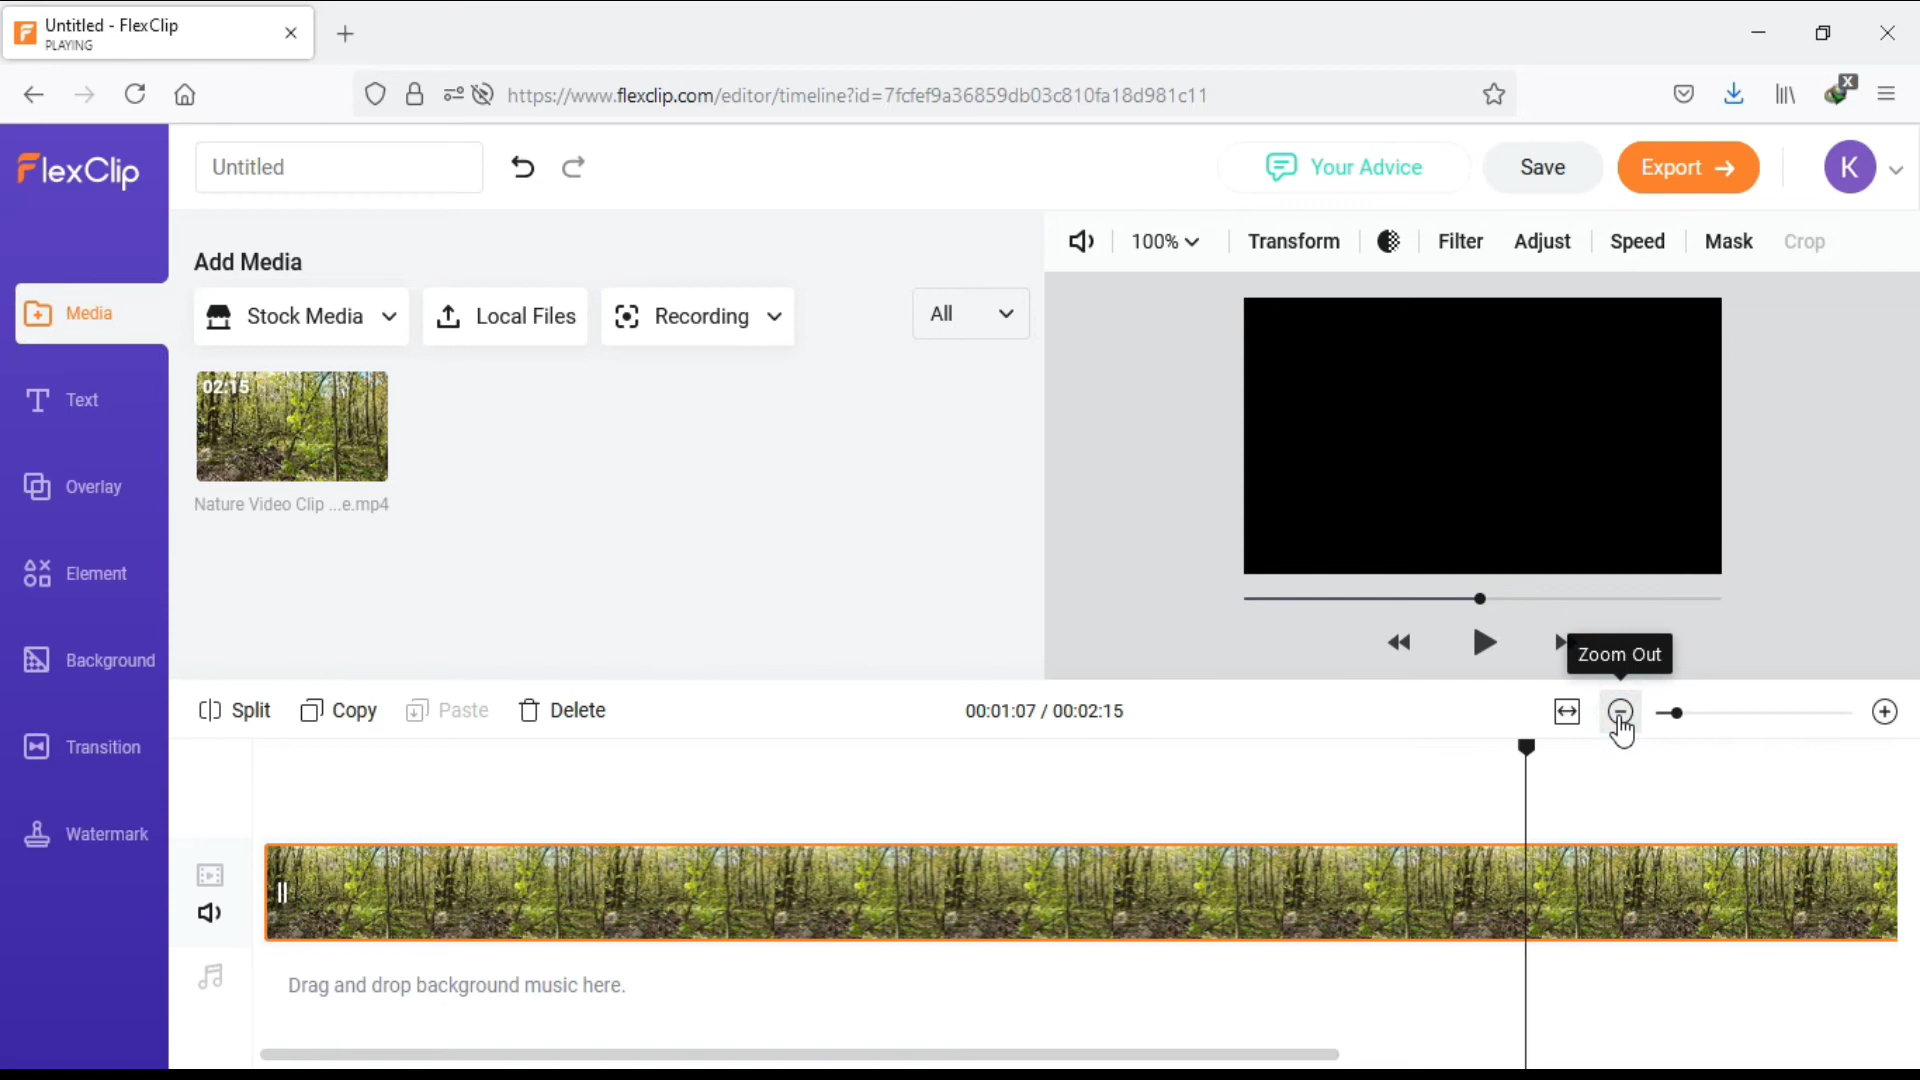 Untitled - FlexClip
PLAYING
https://www.flexclip.com/editor/timeline?id=7fcfef9a36859db03c810fa18d981c11
FlexClip
Untitled
Your Advice
Save
Export
K
Add Media
100%
Transform
Filter
Adjust
Speed
Mask
Crop
Media
Stock Media
Local Files
Recording
All
02:15
Text
Nature Video Clip ...e.mp4
Overlay
Element
Background
Zoom Out
Split
Copy
Paste
Delete
00:01:07 / 00:02:15
Transition
Watermark
Drag and drop background music here.